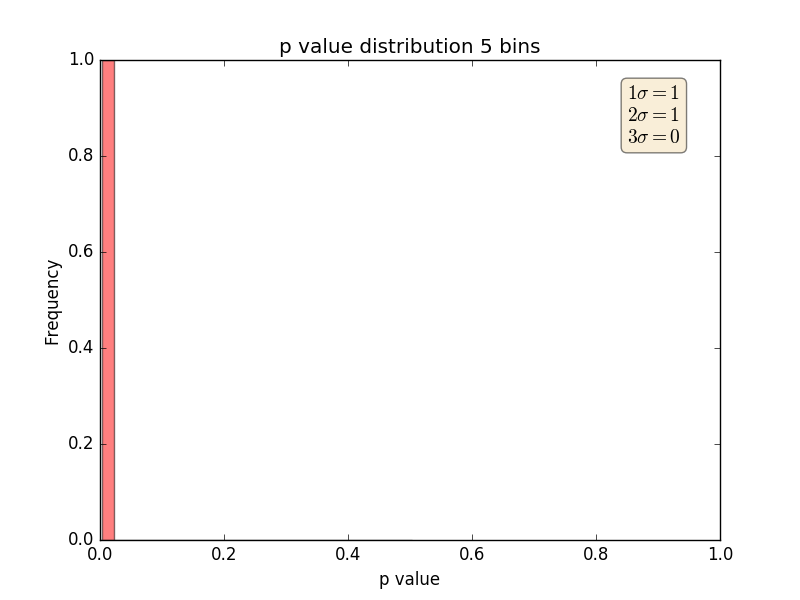 p value distribution 5 bins
1σ = 1
2σ = 1
3σ = 0
Frequency
1.0
0.8
0.6
0.4
0.2
0.0
0.0 0.2 0.4 0.6 0.8 1.0
p value